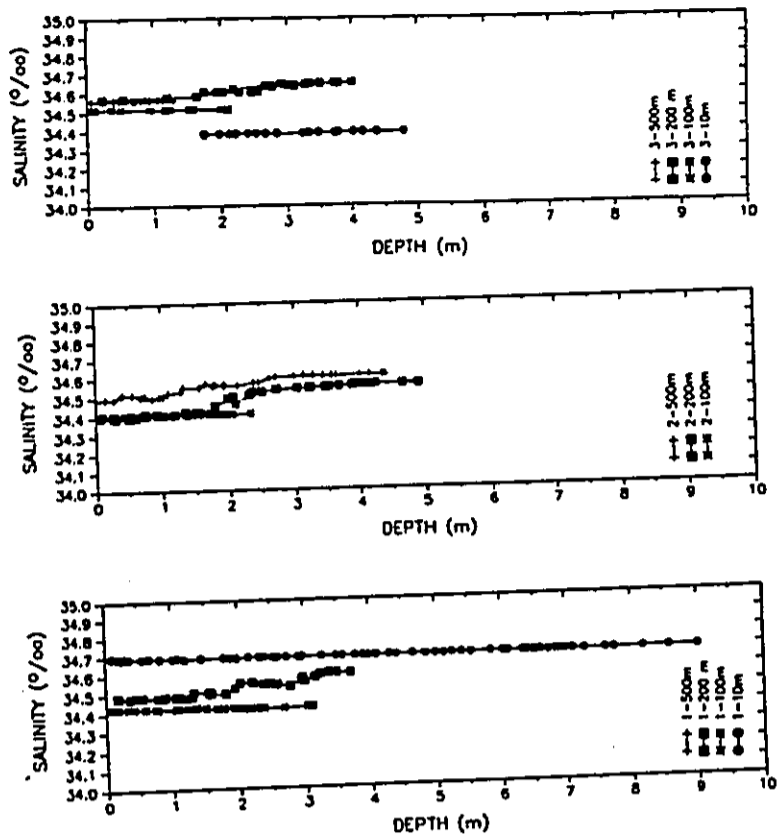 SALINITY (°/oo)
35.0
34.9
34.8
34.7
34.6
34.5
34.4
34.3
34.2
34.1
34.0
0 1 2 3 4 5 6 7 8 9 10
DEPTH (m)
3-500m
3-200 m
3-100m
3-10m
SALINITY (°/oo)
35.0
34.9
34.8
34.7
34.6
34.5
34.4
34.3
34.2
34.1
34.0
0 1 2 3 4 5 6 7 8 9 10
DEPTH (m)
2-500m
2-200m
2-100m
SALINITY (°/oo)
35.0
34.9
34.8
34.7
34.6
34.5
34.4
34.3
34.2
34.1
34.0
0 1 2 3 4 5 6 7 8 9 10
DEPTH (m)
1-500m
1-200 m
1-100m
1-10m